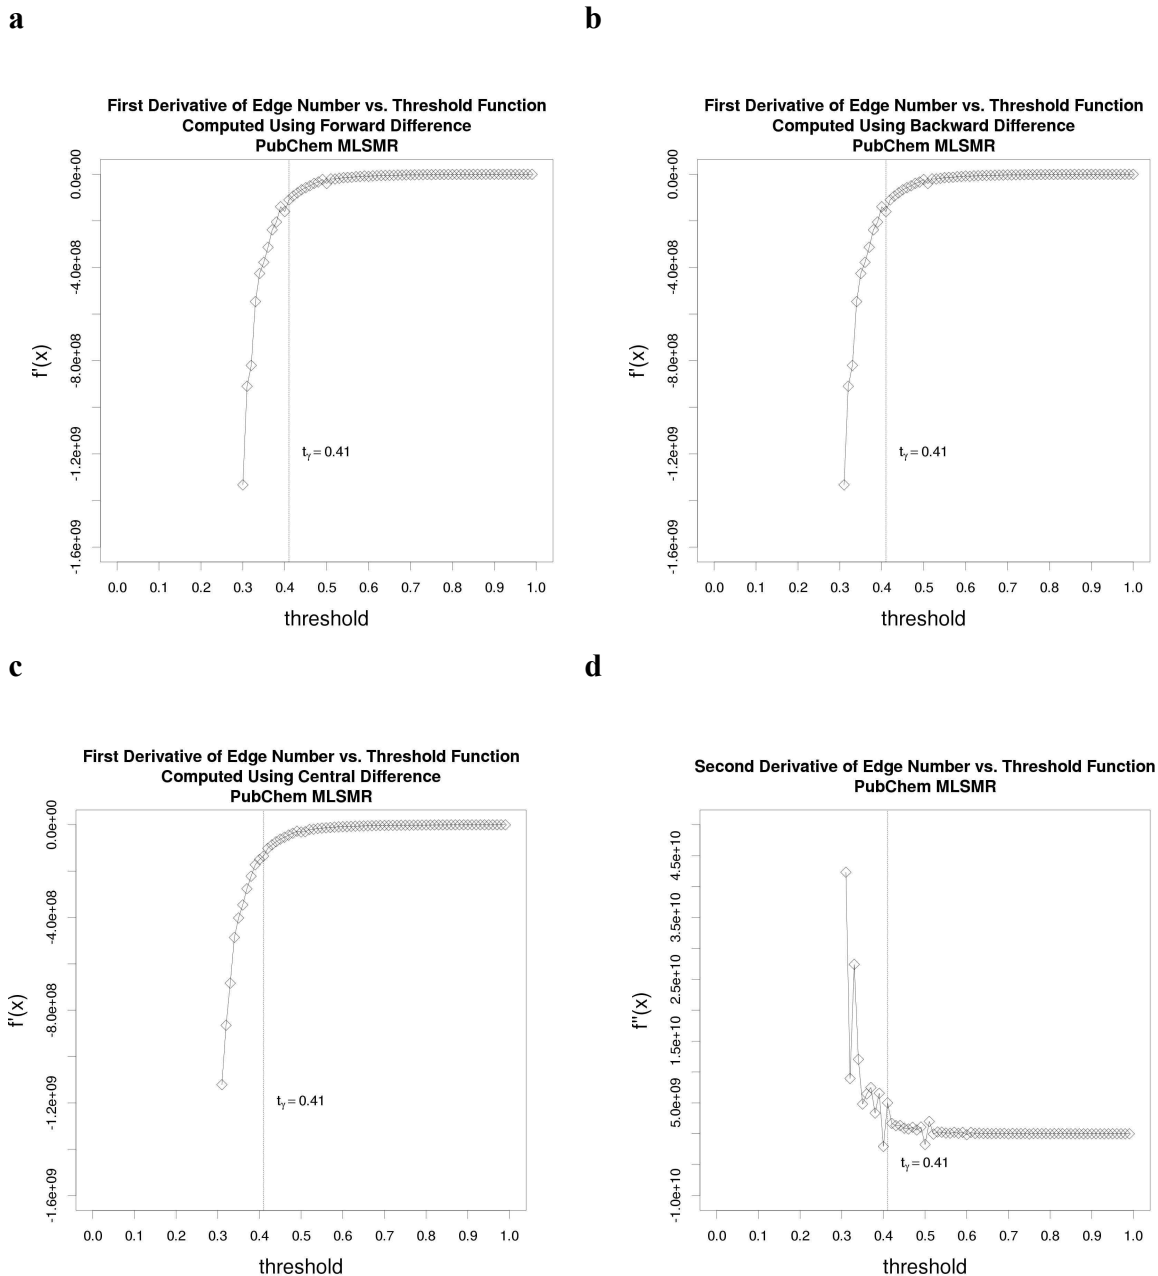 a
First Derivative of Edge Number vs. Threshold Function
Computed Using Forward Difference
PubChem MLSMR
f'(x)
0.0e+00
-4.0e+08
-8.0e+08
-1.2e+09
-1.6e+09
tγ = 0.41
0.0 0.1 0.2 0.3 0.4 0.5 0.6 0.7 0.8 0.9 1.0
threshold
b
First Derivative of Edge Number vs. Threshold Function
Computed Using Backward Difference
PubChem MLSMR
f'(x)
0.0e+00
-4.0e+08
-8.0e+08
-1.2e+09
-1.6e+09
tγ = 0.41
0.0 0.1 0.2 0.3 0.4 0.5 0.6 0.7 0.8 0.9 1.0
threshold
c
First Derivative of Edge Number vs. Threshold Function
Computed Using Central Difference
PubChem MLSMR
f'(x)
0.0e+00
-4.0e+08
-8.0e+08
-1.2e+09
-1.6e+09
tγ = 0.41
0.0 0.1 0.2 0.3 0.4 0.5 0.6 0.7 0.8 0.9 1.0
threshold
d
Second Derivative of Edge Number vs. Threshold Function
PubChem MLSMR
f''(x)
4.5e+10
3.5e+10
2.5e+10
1.5e+10
5.0e+09
-1.0e+10
tγ = 0.41
0.0 0.1 0.2 0.3 0.4 0.5 0.6 0.7 0.8 0.9 1.0
threshold